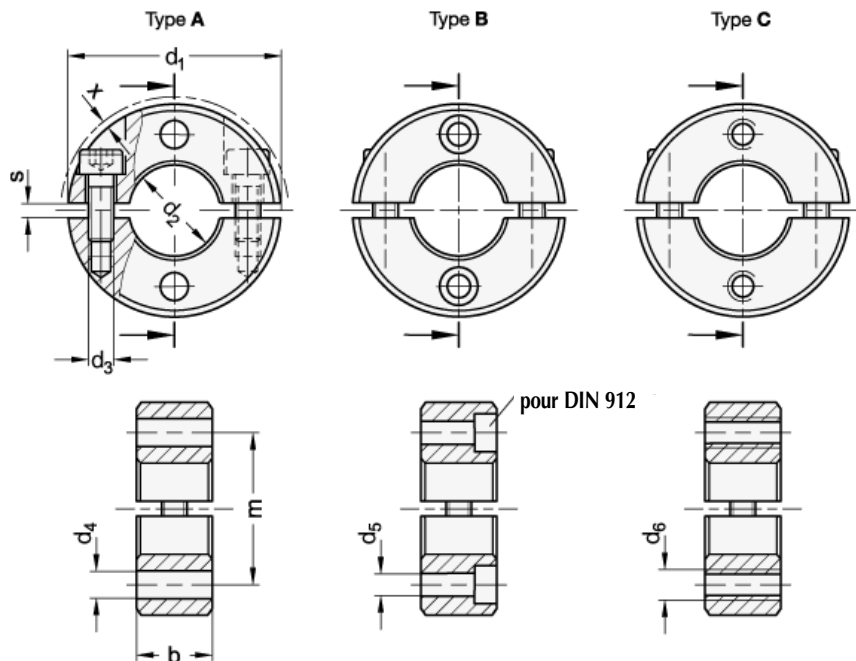 Type A
Type B
Type C
d1
x
s
d2
d3
pour DIN 912
d4
m
d5
d6
b